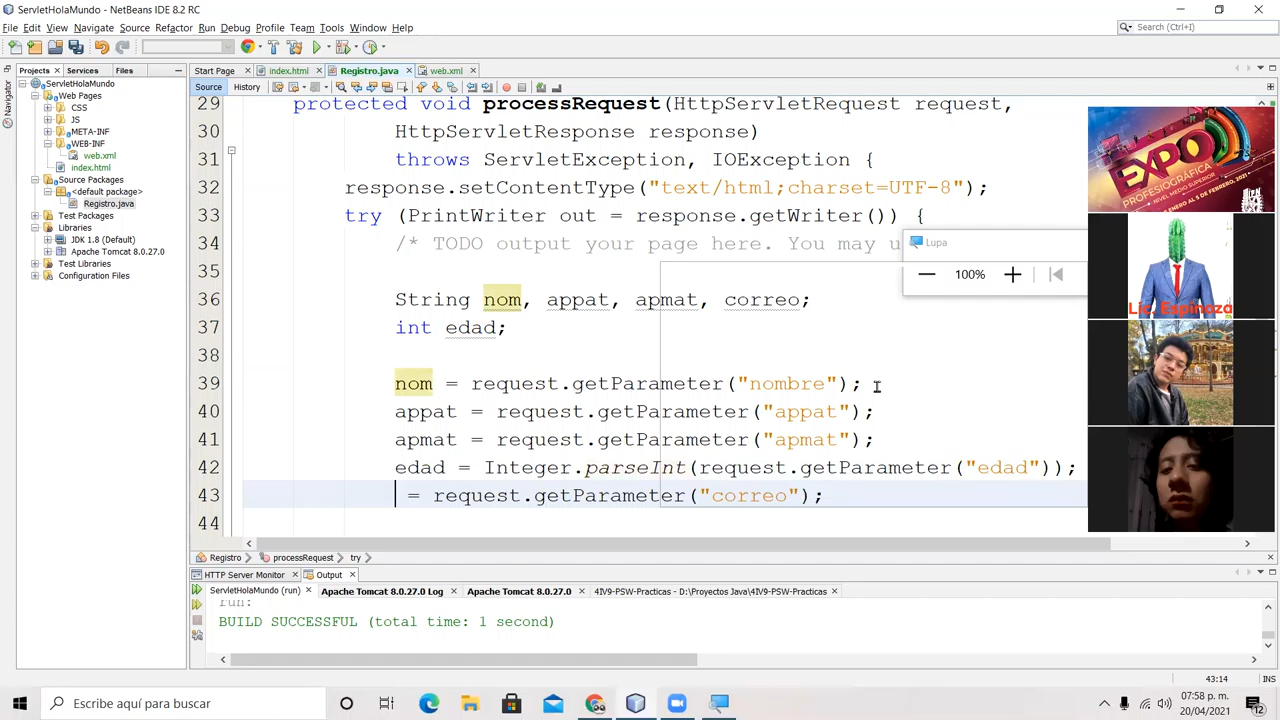 ServletHolaMundo - NetBeans IDE 8.2 RC
File Edit View Navigate Source Refactor Run Debug Profile Team Tools Window Help
Search (Ctrl+I)
Projects Services Files
Start Page index.html Registro.java web.xml
Navigator
Source History
ServletHolaMundo
Web Pages
CSS
JS
META-INF
WEB-INF
web.xml
index.html
Source Packages
<default package>
Registro.java
Test Packages
Libraries
JDK 1.8 (Default)
Apache Tomcat 8.0.27.0
Test Libraries
Configuration Files
29 protected void processRequest(HttpServletRequest request,
30 HttpServletResponse response)
31 throws ServletException, IOException {
32 response.setContentType("text/html;charset=UTF-8");
33 try (PrintWriter out = response.getWriter()) {
34 /* TODO output your page here. You may u
35
36 String nom, appat, apmat, correo;
37 int edad;
38
39 nom = request.getParameter("nombre");
40 appat = request.getParameter("appat");
41 apmat = request.getParameter("apmat");
42 edad = Integer.parseInt(request.getParameter("edad"));
43 = request.getParameter("correo");
44
Lupa
100%
EXPO
PROFESIOGRÁFICA
NIVEL MEDIO SUPERIOR
Lic. Espinoza
Registro processRequest try
HTTP Server Monitor Output
ServletHolaMundo (run) Apache Tomcat 8.0.27.0 Log Apache Tomcat 8.0.27.0 4IV9-PSW-Practicas - D:\Proyectos Java\4IV9-PSW-Practicas
run:
BUILD SUCCESSFUL (total time: 1 second)
43:14 INS
Escribe aquí para buscar
07:58 p. m.
20/04/2021
12